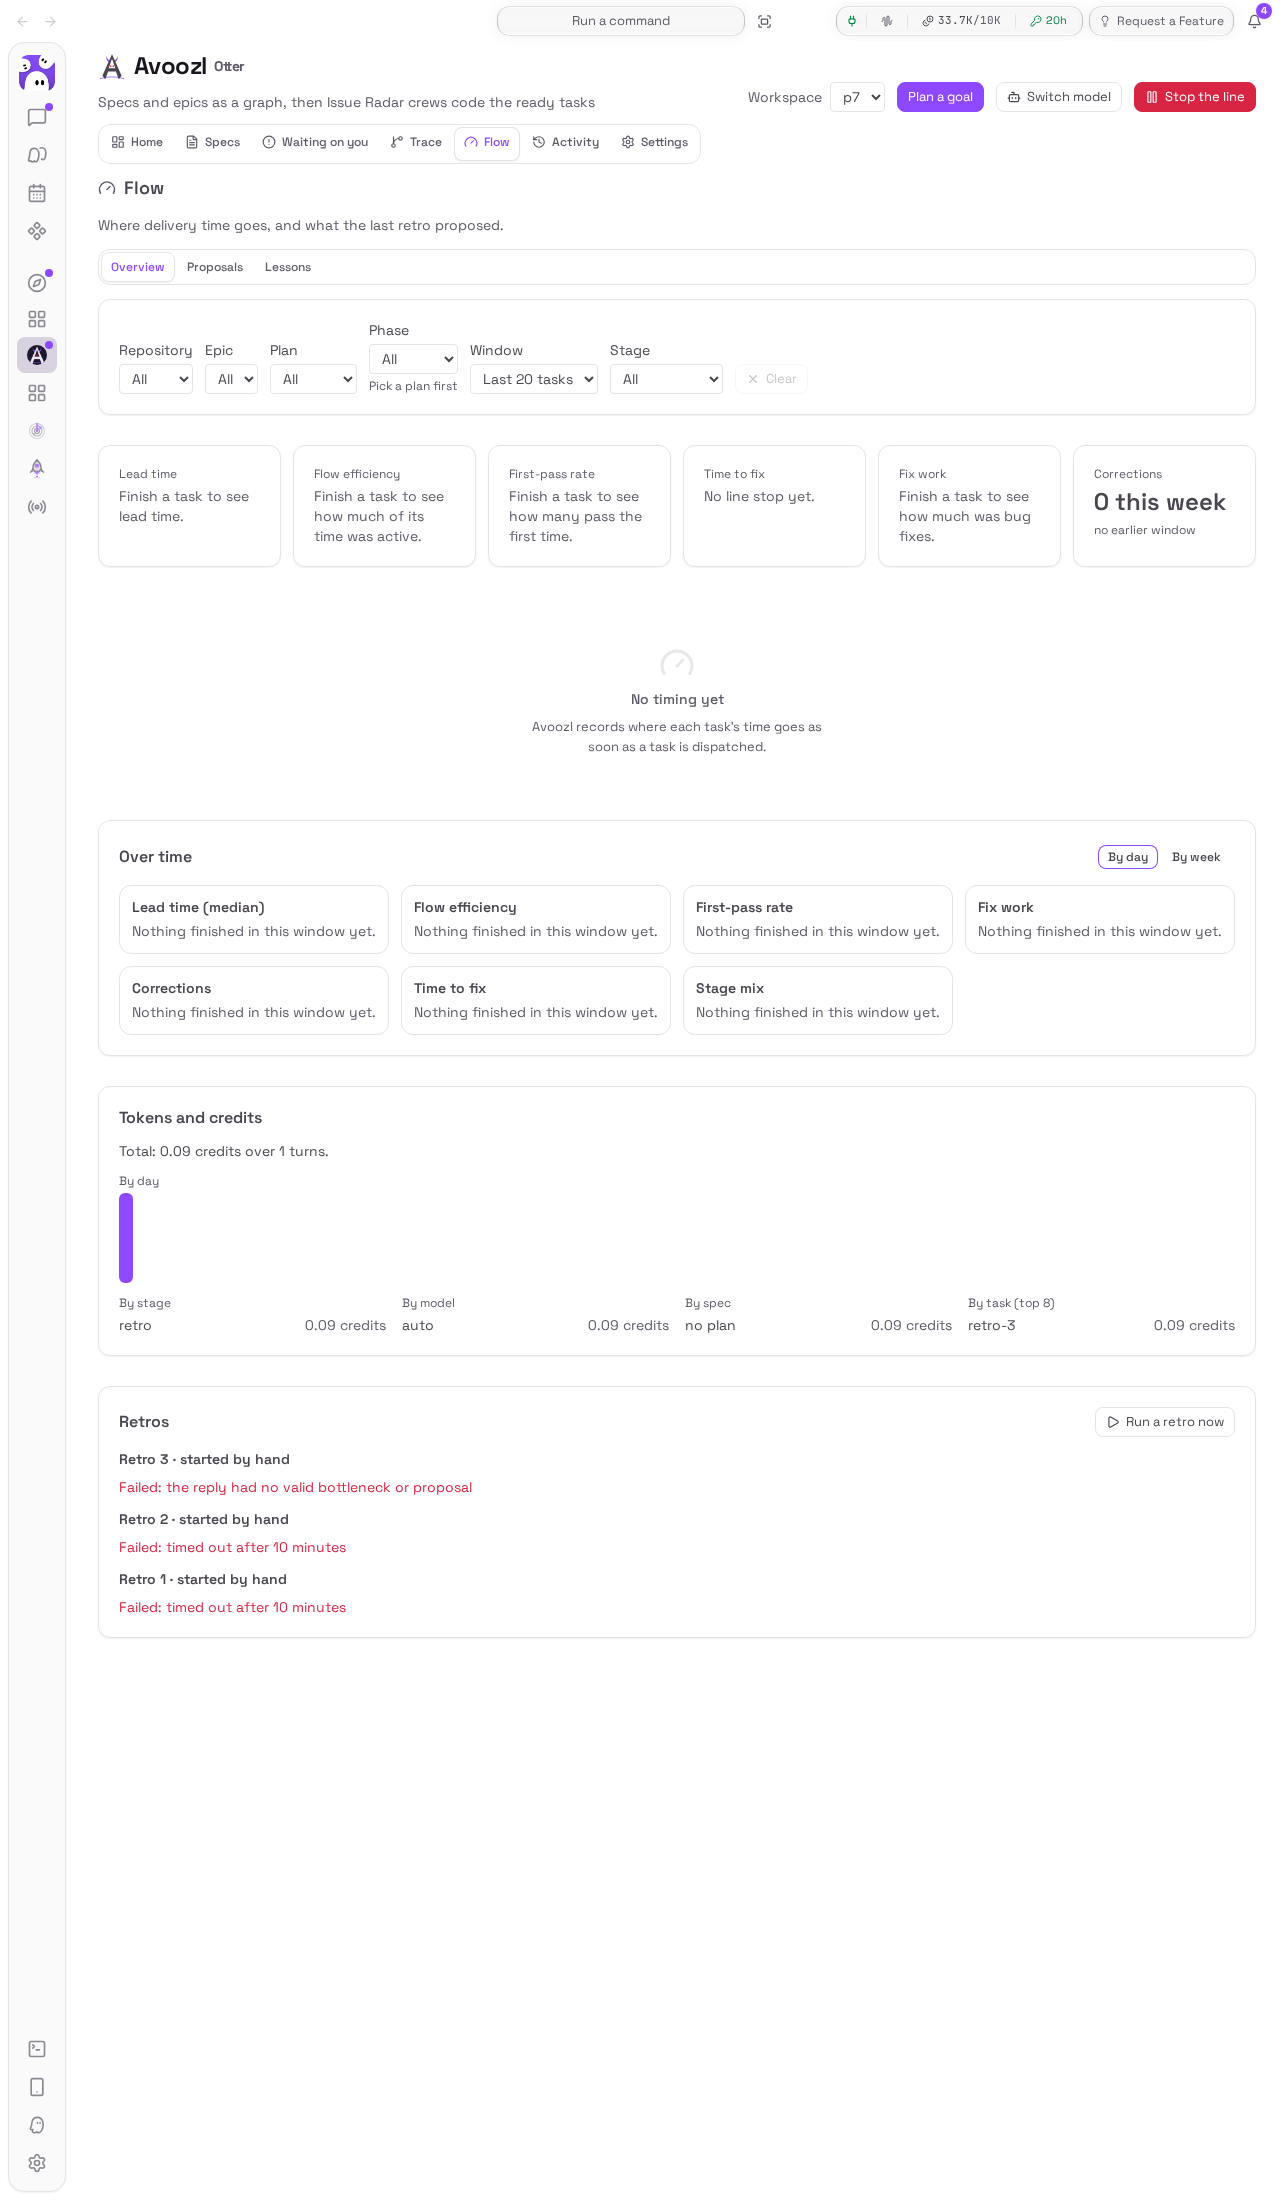 Run a command
33.7K/10K
20h
Request a Feature
4
Avoozl Otter
Specs and epics as a graph, then Issue Radar crews code the ready tasks
Workspace
p7
Plan a goal
Switch model
Stop the line
Home
Specs
Waiting on you
Trace
Flow
Activity
Settings
Flow
Where delivery time goes, and what the last retro proposed.
Overview
Proposals
Lessons
Repository
All
Epic
All
Plan
All
Phase
All
Pick a plan first
Window
Last 20 tasks
Stage
All
Clear
Lead time
Finish a task to see
lead time.
Flow efficiency
Finish a task to see
how much of its
time was active.
First-pass rate
Finish a task to see
how many pass the
first time.
Time to fix
No line stop yet.
Fix work
Finish a task to see
how much was bug
fixes.
Corrections
0 this week
no earlier window
No timing yet
Avoozl records where each task's time goes as
soon as a task is dispatched.
Over time
By day
By week
Lead time (median)
Nothing finished in this window yet.
Flow efficiency
Nothing finished in this window yet.
First-pass rate
Nothing finished in this window yet.
Fix work
Nothing finished in this window yet.
Corrections
Nothing finished in this window yet.
Time to fix
Nothing finished in this window yet.
Stage mix
Nothing finished in this window yet.
Tokens and credits
Total: 0.09 credits over 1 turns.
By day
By stage
retro 0.09 credits
By model
auto 0.09 credits
By spec
no plan 0.09 credits
By task (top 8)
retro-3 0.09 credits
Retros
Run a retro now
Retro 3 · started by hand
Failed: the reply had no valid bottleneck or proposal
Retro 2 · started by hand
Failed: timed out after 10 minutes
Retro 1 · started by hand
Failed: timed out after 10 minutes